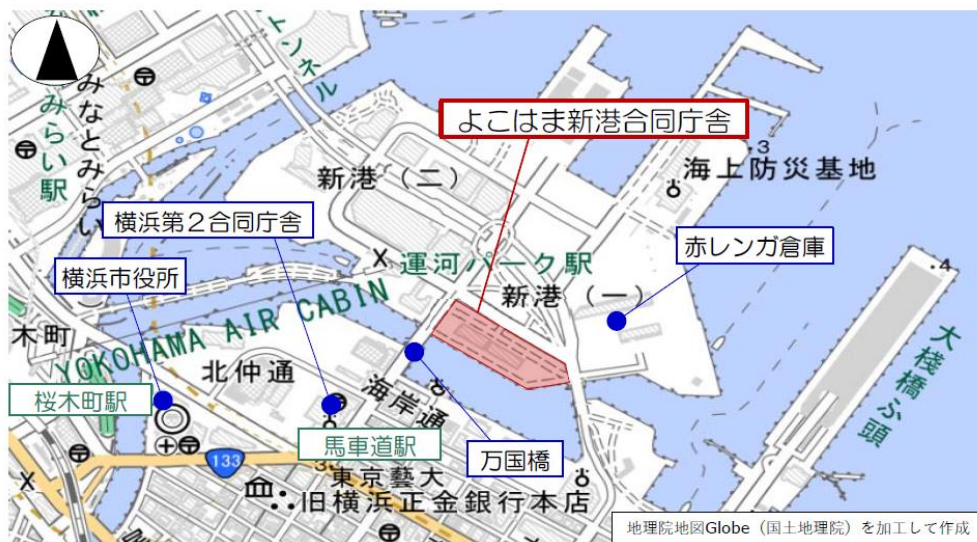 トンネル
みなとみらい
みらい駅
よこはま新港合同庁舎
.3
海上防災基地
新港(二)
横浜第2合同庁舎
赤レンガ倉庫
横浜市役所
運河パーク駅
新港(一)
.4
木町
YOKOHAMA AIR CABIN
大棧橋ふ頭
北仲通
海岸通
桜木町駅
馬車道駅
万国橋
133
東京藝大
旧横浜正金銀行本店
地理院地図Globe(国土地理院)を加工して作成